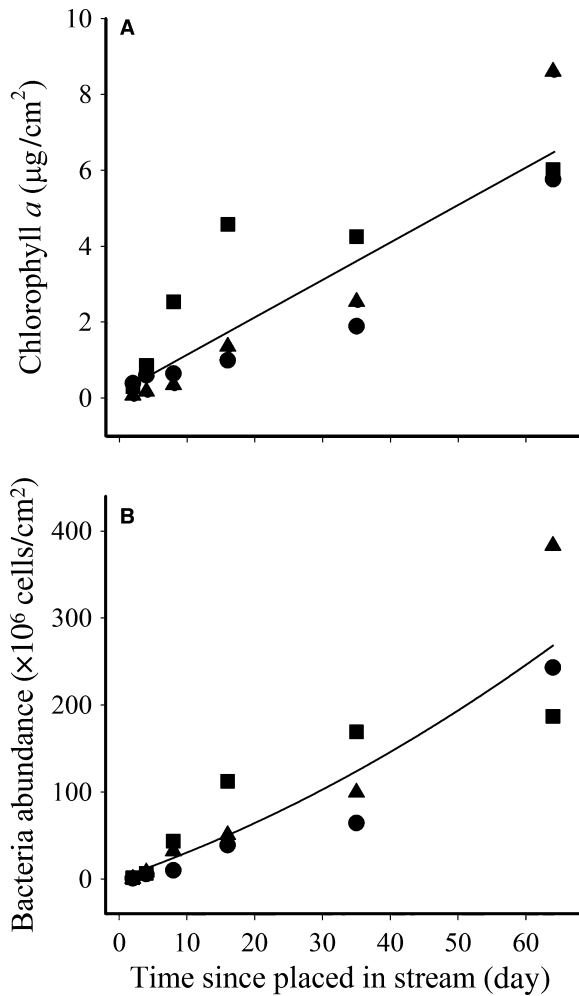 A
10
8
6
4
2
0
Chlorophyll a (μg/cm²)
B
400
300
200
100
0
Bacteria abundance (×10⁶ cells/cm²)
0 10 20 30 40 50 60
Time since placed in stream (day)